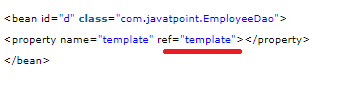 <bean id="d" class="com.javatpoint.EmployeeDao">
<property name="template" ref="template"></property>
</bean>